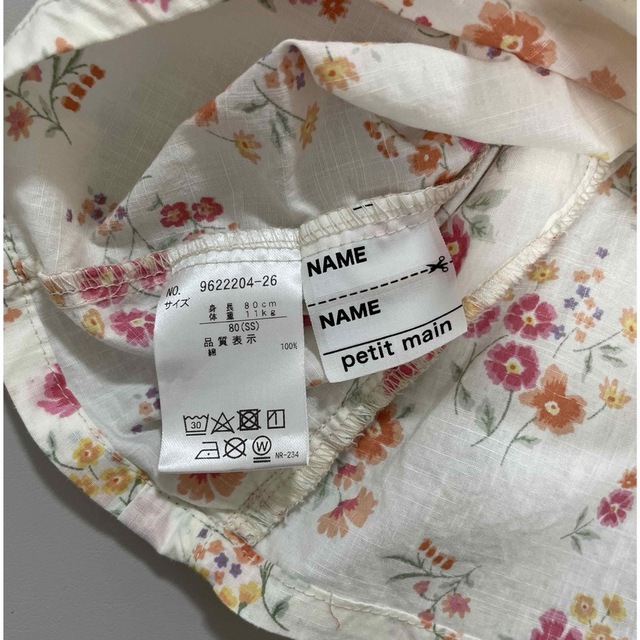 NO. 9622204-26
サイズ
身長 80cm
体重 11kg
80(SS)
品質表示
綿 100%
30
W
NR-234
NAME
NAME
petit main